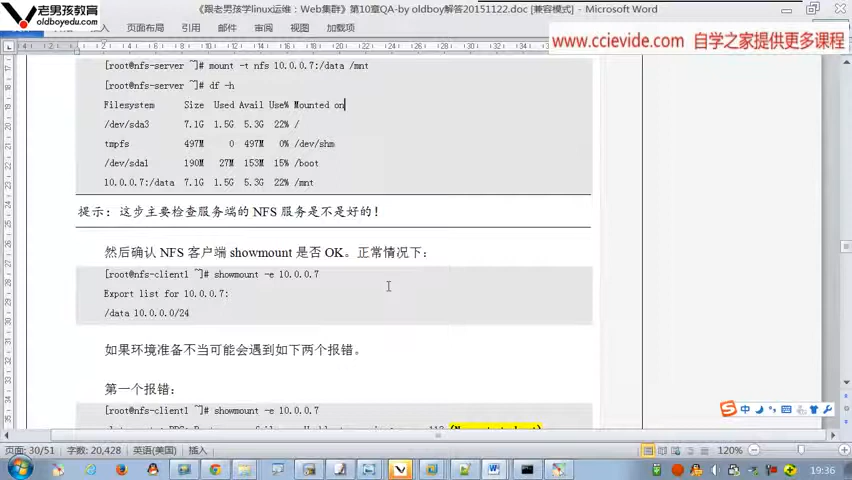 老男孩教育
oldboyedu.com
《跟老男孩学linux运维：Web集群》第10章QA-by oldboy解答20151122.doc [兼容模式] - Microsoft Word
页面布局 引用 邮件 审阅 视图 加载项
www.ccievide.com 自学之家提供更多课程
[root@nfs-server ~]# mount -t nfs 10.0.0.7:/data /mnt
[root@nfs-server ~]# df -h
Filesystem Size Used Avail Use% Mounted on
/dev/sda3 7.1G 1.5G 5.3G 22% /
tmpfs 497M 0 497M 0% /dev/shm
/dev/sda1 190M 27M 153M 15% /boot
10.0.0.7:/data 7.1G 1.5G 5.3G 22% /mnt
提示：这步主要检查服务端的 NFS 服务是不是好的！
然后确认 NFS 客户端 showmount 是否 OK。正常情况下：
[root@nfs-client1 ~]# showmount -e 10.0.0.7
Export list for 10.0.0.7:
/data 10.0.0.0/24
如果环境准备不当可能会遇到如下两个报错。
第一个报错：
[root@nfs-client1 ~]# showmount -e 10.0.0.7
页面: 30/51 字数: 20,428 英语(美国) 插入 120%
中
19:36